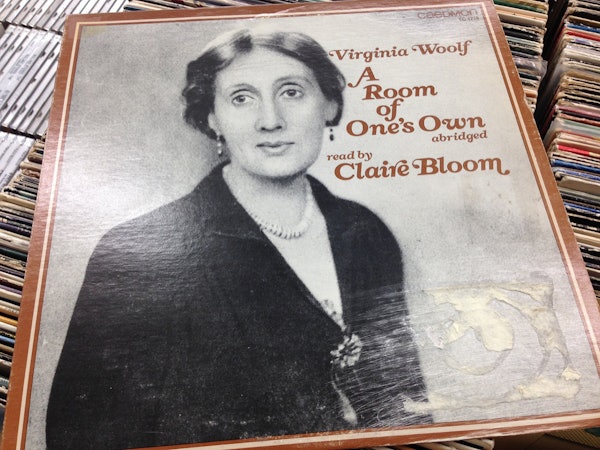 caedmon
Virginia Woolf
A
Room
of
One's Own
abridged
read by
Claire Bloom